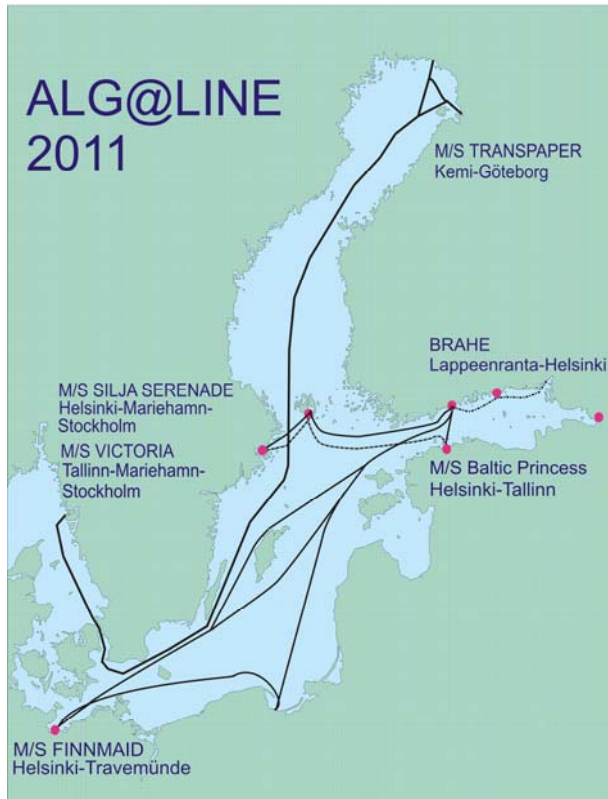 ALG@LINE
2011
M/S TRANSPAPER
Kemi-Göteborg
BRAHE
Lappeenranta-Helsinki
M/S SILJA SERENADE
Helsinki-Mariehamn-
Stockholm
M/S VICTORIA
Tallinn-Mariehamn-
Stockholm
M/S Baltic Princess
Helsinki-Tallinn
M/S FINNMAID
Helsinki-Travemünde